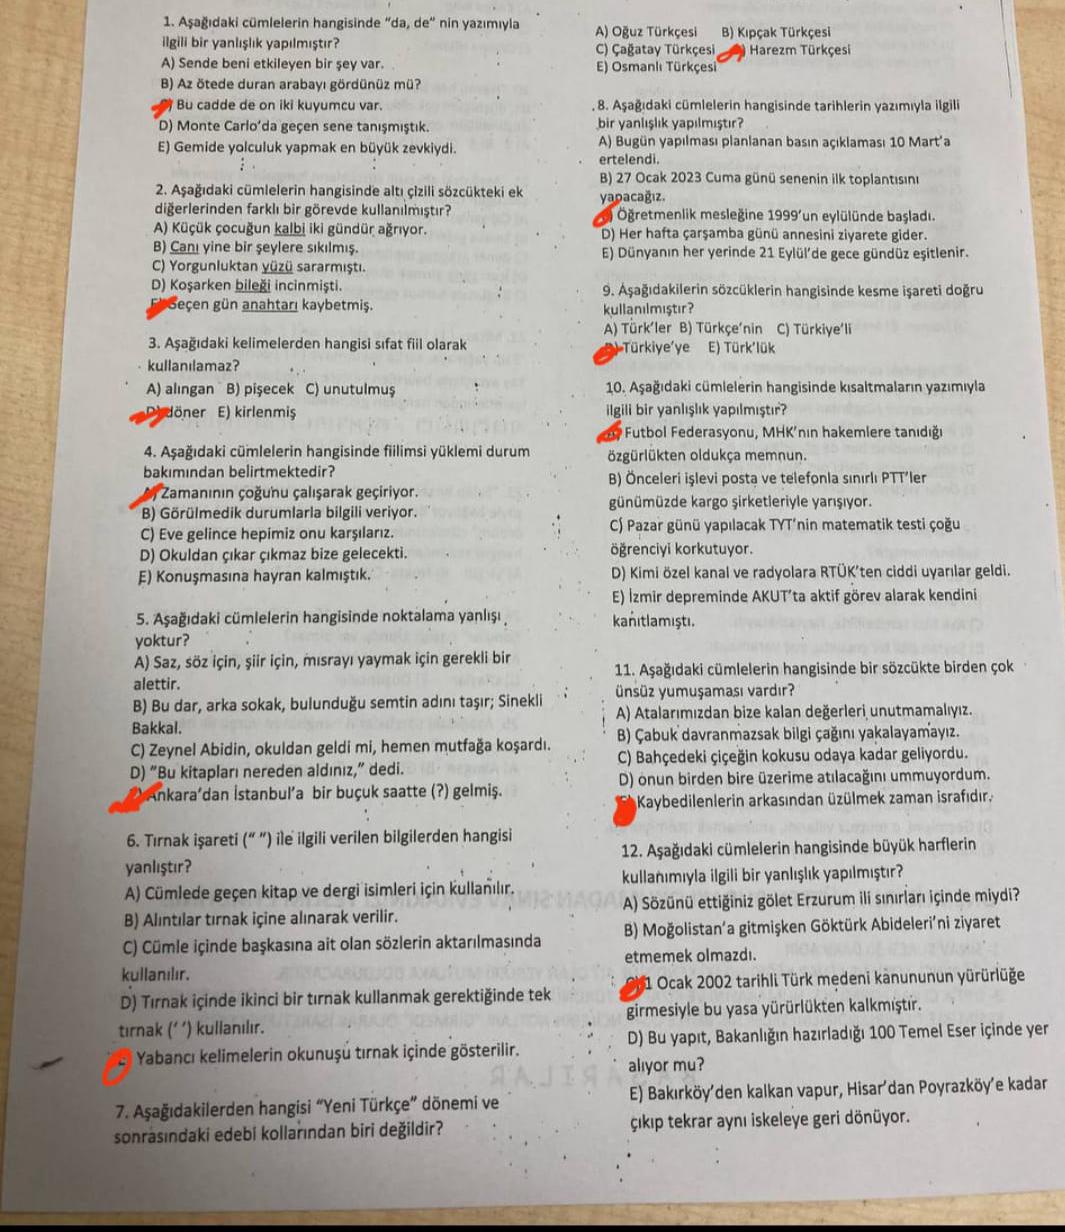 1. Aşağıdaki cümlelerin hangisinde “da, de” nin yazımıyla
ilgili bir yanlışlık yapılmıştır?
A) Sende beni etkileyen bir şey var.
B) Az ötede duran arabayı gördünüz mü?
Bu cadde de on iki kuyumcu var.
D) Monte Carlo’da geçen sene tanışmıştık.
E) Gemide yolculuk yapmak en büyük zevkiydi.
2. Aşağıdaki cümlelerin hangisinde altı çizili sözcükteki ek
diğerlerinden farklı bir görevde kullanılmıştır?
A) Küçük çocuğun kalbi iki gündür ağrıyor.
B) Canı yine bir şeylere sıkılmış.
C) Yorgunluktan yüzü sararmıştı.
D) Koşarken bileği incinmişti.
E) Geçen gün anahtarı kaybetmiş.
3. Aşağıdaki kelimelerden hangisi sıfat fiil olarak
kullanılamaz?
A) alıngan B) pişecek C) unutulmuş
D) döner E) kirlenmiş
4. Aşağıdaki cümlelerin hangisinde fiilimsi yüklemi durum
bakımından belirtmektedir?
A) Zamanının çoğunu çalışarak geçiriyor.
B) Görülmedik durumlarla bilgili veriyor.
C) Eve gelince hepimiz onu karşılarız.
D) Okuldan çıkar çıkmaz bize gelecekti.
E) Konuşmasına hayran kalmıştık.
5. Aşağıdaki cümlelerin hangisinde noktalama yanlışı
yoktur?
A) Saz, söz için, şiir için, mısrayı yaymak için gerekli bir
alettir.
B) Bu dar, arka sokak, bulunduğu semtin adını taşır; Sinekli
Bakkal.
C) Zeynel Abidin, okuldan geldi mi, hemen mutfağa koşardı.
D) “Bu kitapları nereden aldınız,” dedi.
Ankara’dan İstanbul’a bir buçuk saatte (?) gelmiş.
6. Tırnak işareti (“ ”) ile ilgili verilen bilgilerden hangisi
yanlıştır?
A) Cümlede geçen kitap ve dergi isimleri için kullanılır.
B) Alıntılar tırnak içine alınarak verilir.
C) Cümle içinde başkasına ait olan sözlerin aktarılmasında
kullanılır.
D) Tırnak içinde ikinci bir tırnak kullanmak gerektiğinde tek
tırnak (‘ ’) kullanılır.
Yabancı kelimelerin okunuşu tırnak içinde gösterilir.
7. Aşağıdakilerden hangisi “Yeni Türkçe” dönemi ve
sonrasındaki edebi kollarından biri değildir?
A) Oğuz Türkçesi B) Kıpçak Türkçesi
C) Çağatay Türkçesi D) Harezm Türkçesi
E) Osmanlı Türkçesi
8. Aşağıdaki cümlelerin hangisinde tarihlerin yazımıyla ilgili
bir yanlışlık yapılmıştır?
A) Bugün yapılması planlanan basın açıklaması 10 Mart’a
ertelendi.
B) 27 Ocak 2023 Cuma günü senenin ilk toplantısını
yapacağız.
Öğretmenlik mesleğine 1999’un eylülünde başladı.
D) Her hafta çarşamba günü annesini ziyarete gider.
E) Dünyanın her yerinde 21 Eylül’de gece gündüz eşitlenir.
9. Aşağıdakilerin sözcüklerin hangisinde kesme işareti doğru
kullanılmıştır?
A) Türk’ler B) Türkçe’nin C) Türkiye’li
D) Türkiye’ye E) Türk’lük
10. Aşağıdaki cümlelerin hangisinde kısaltmaların yazımıyla
ilgili bir yanlışlık yapılmıştır?
Futbol Federasyonu, MHK’nın hakemlere tanıdığı
özgürlükten oldukça memnun.
B) Önceleri işlevi posta ve telefonla sınırlı PTT’ler
günümüzde kargo şirketleriyle yarışıyor.
C) Pazar günü yapılacak TYT’nin matematik testi çoğu
öğrenciyi korkutuyor.
D) Kimi özel kanal ve radyolara RTÜK’ten ciddi uyarılar geldi.
E) İzmir depreminde AKUT’ta aktif görev alarak kendini
kanıtlamıştı.
11. Aşağıdaki cümlelerin hangisinde bir sözcükte birden çok
ünsüz yumuşaması vardır?
A) Atalarımızdan bize kalan değerleri unutmamalıyız.
B) Çabuk davranmazsak bilgi çağını yakalayamayız.
C) Bahçedeki çiçeğin kokusu odaya kadar geliyordu.
D) onun birden bire üzerime atılacağını ummuyordum.
Kaybedilenlerin arkasından üzülmek zaman israfıdır.
12. Aşağıdaki cümlelerin hangisinde büyük harflerin
kullanımıyla ilgili bir yanlışlık yapılmıştır?
A) Sözünü ettiğiniz gölet Erzurum ili sınırları içinde miydi?
B) Moğolistan’a gitmişken Göktürk Abideleri’ni ziyaret
etmemek olmazdı.
1 Ocak 2002 tarihli Türk medeni kanununun yürürlüğe
girmesiyle bu yasa yürürlükten kalkmıştır.
D) Bu yapıt, Bakanlığın hazırladığı 100 Temel Eser içinde yer
alıyor mu?
E) Bakırköy’den kalkan vapur, Hisar’dan Poyrazköy’e kadar
çıkıp tekrar aynı iskeleye geri dönüyor.